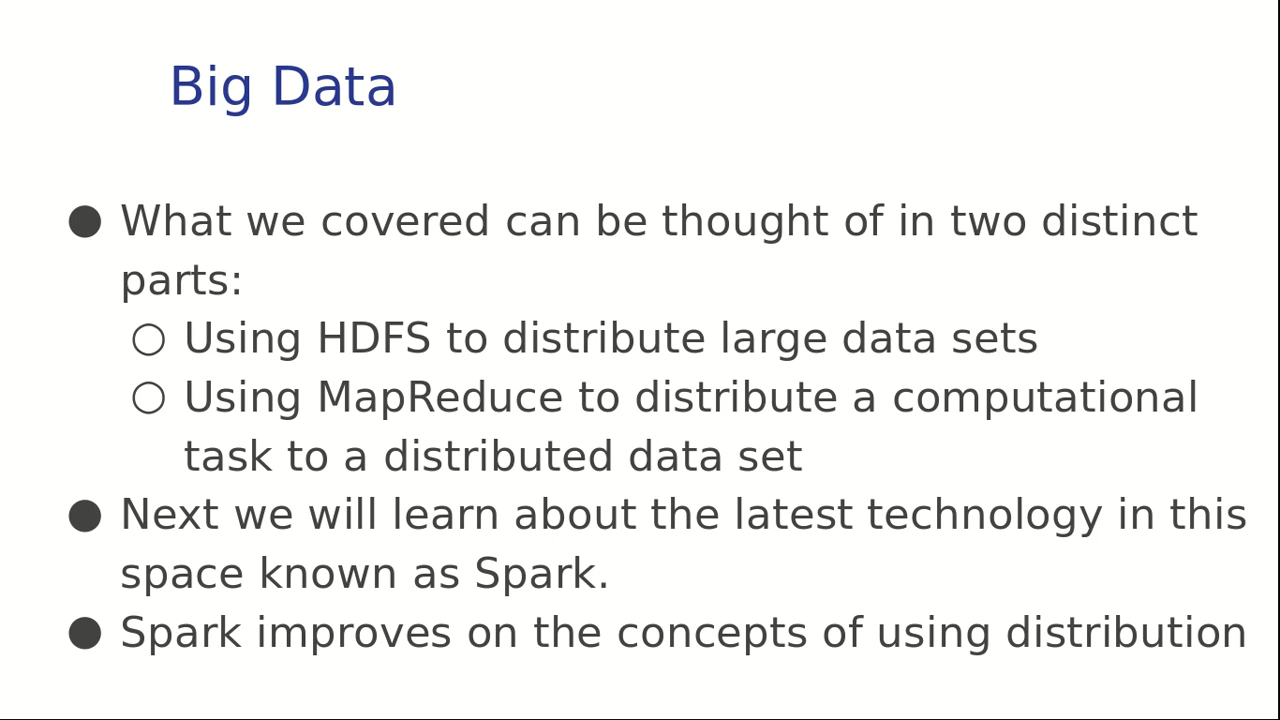 Big Data
● What we covered can be thought of in two distinct
parts:
○ Using HDFS to distribute large data sets
○ Using MapReduce to distribute a computational
task to a distributed data set
● Next we will learn about the latest technology in this
space known as Spark.
● Spark improves on the concepts of using distribution